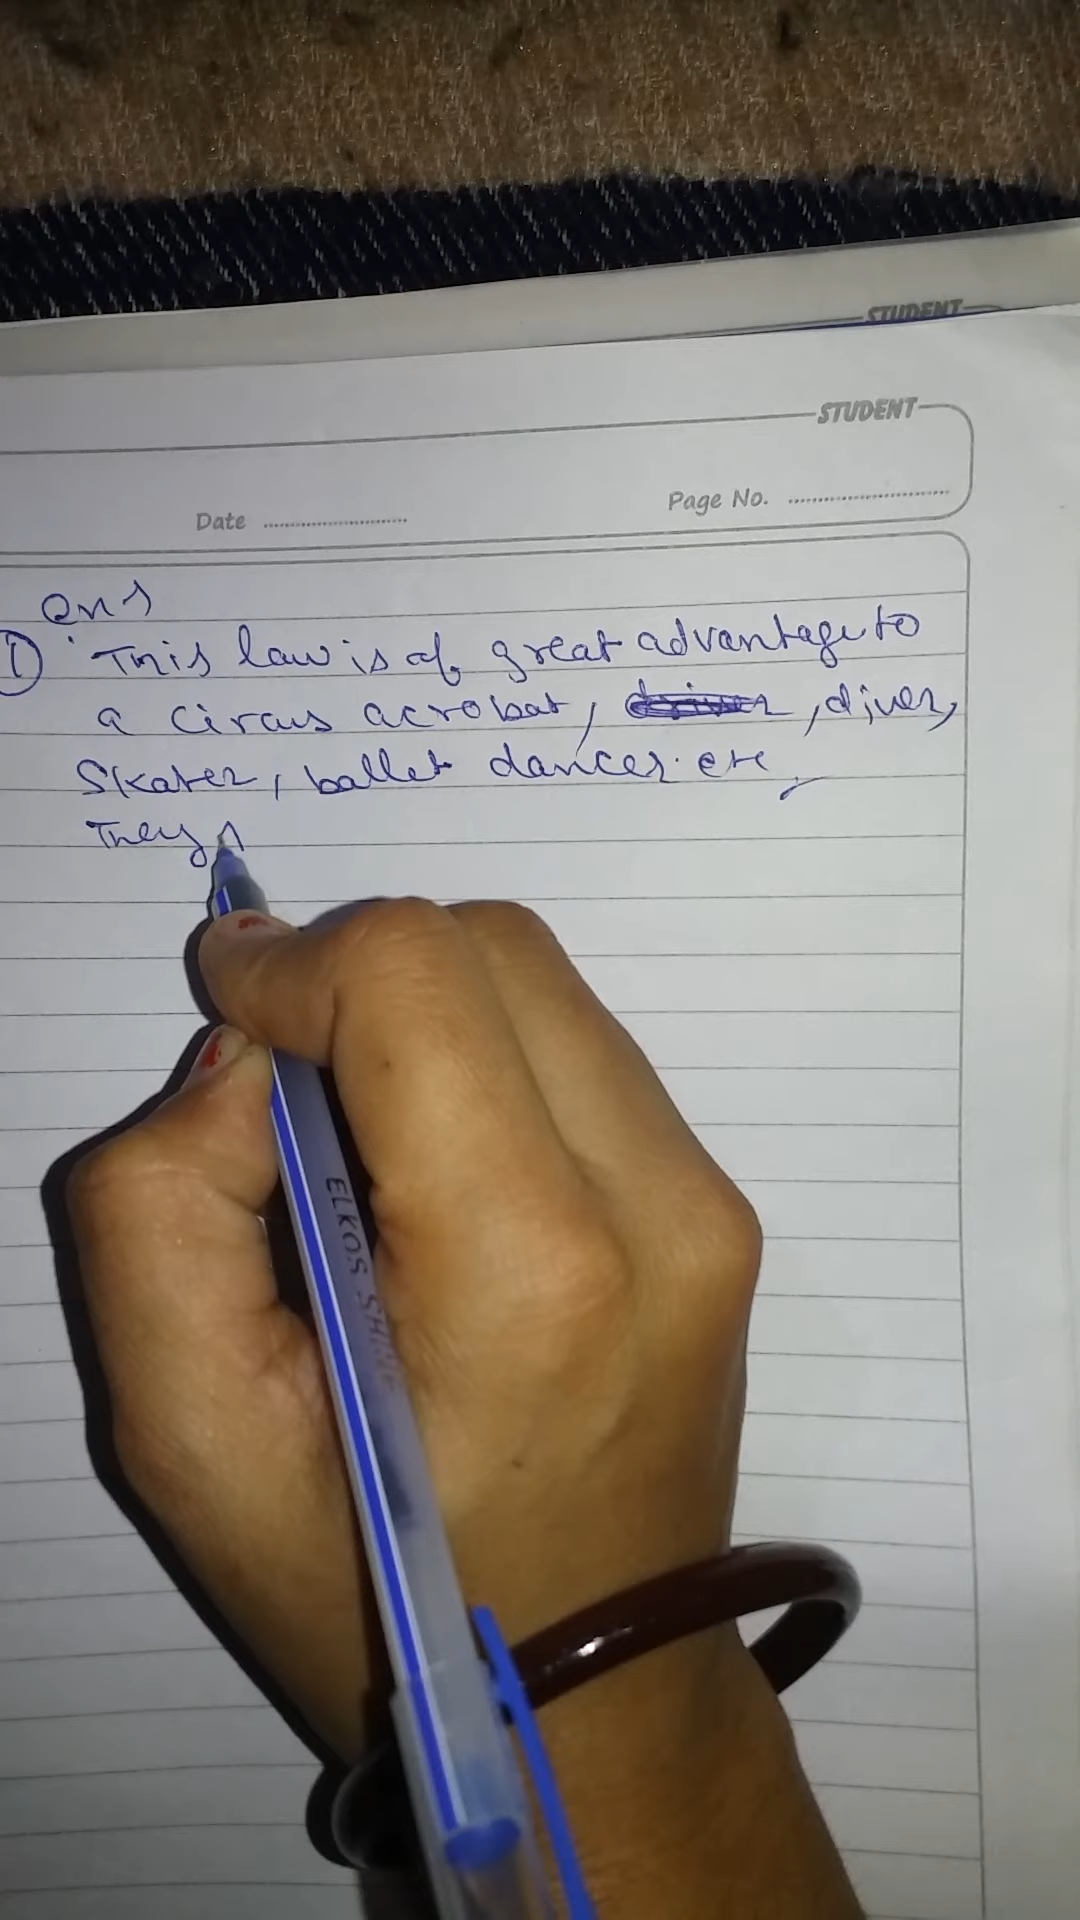 STUDENT
STUDENT
Date
Page No.
Ans
① This law is of great advantage to
a circus acrobat, , diver,
Skater, ballet dancer. etc
They
ELKOS SHINE